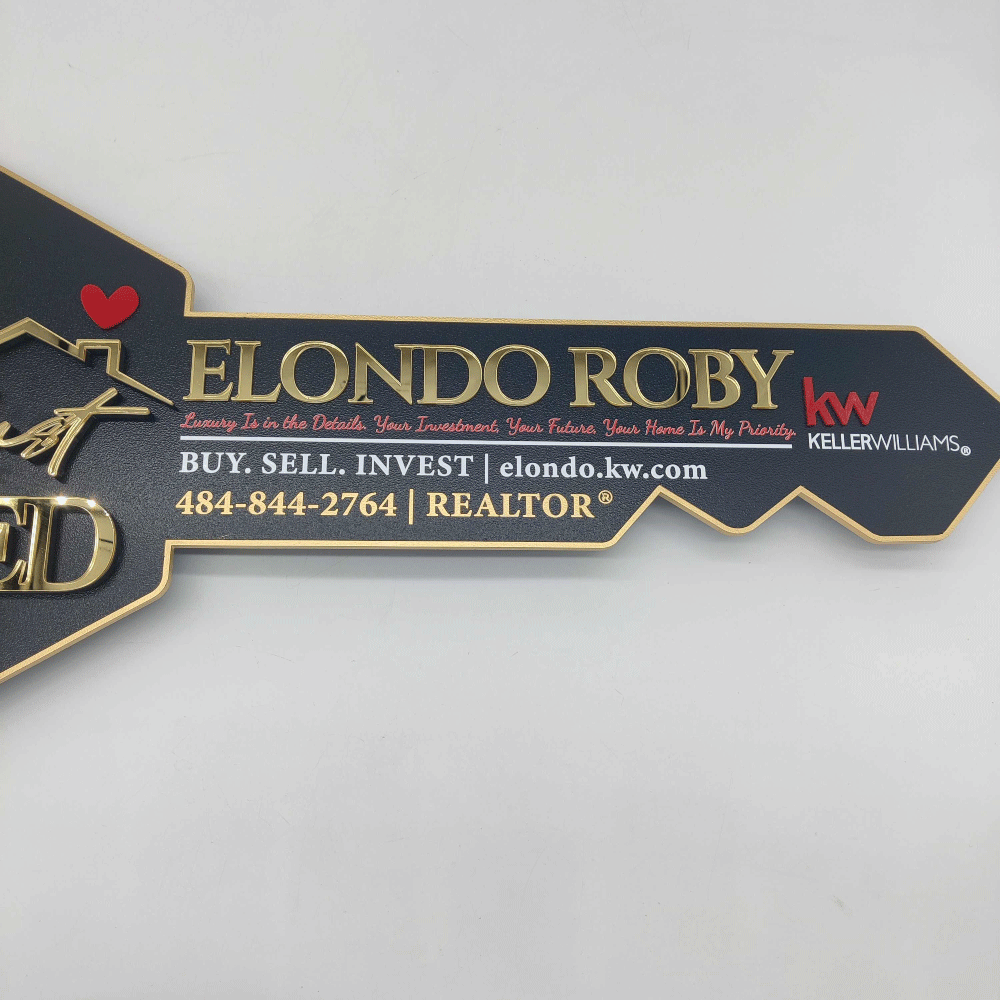 ELONDO ROBY
Luxury Is in the Details. Your Investment, Your Future. Your Home Is My Priority.
BUY. SELL. INVEST | elondo.kw.com
484-844-2764 | REALTOR®
kw
KELLERWILLIAMS®
ED